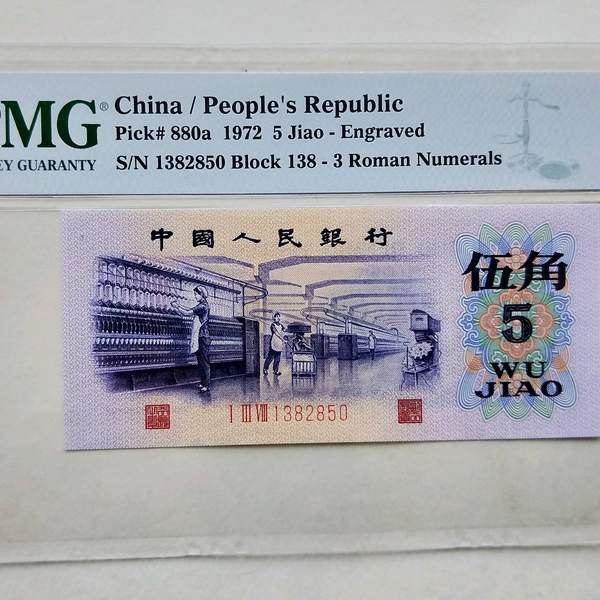 PMG® China / People's Republic
Pick# 880a 1972 5 Jiao - Engraved
EY GUARANTY S/N 1382850 Block 138 - 3 Roman Numerals
中國人民銀行
伍角
5
WU
JIAO
I III VIII 1382850